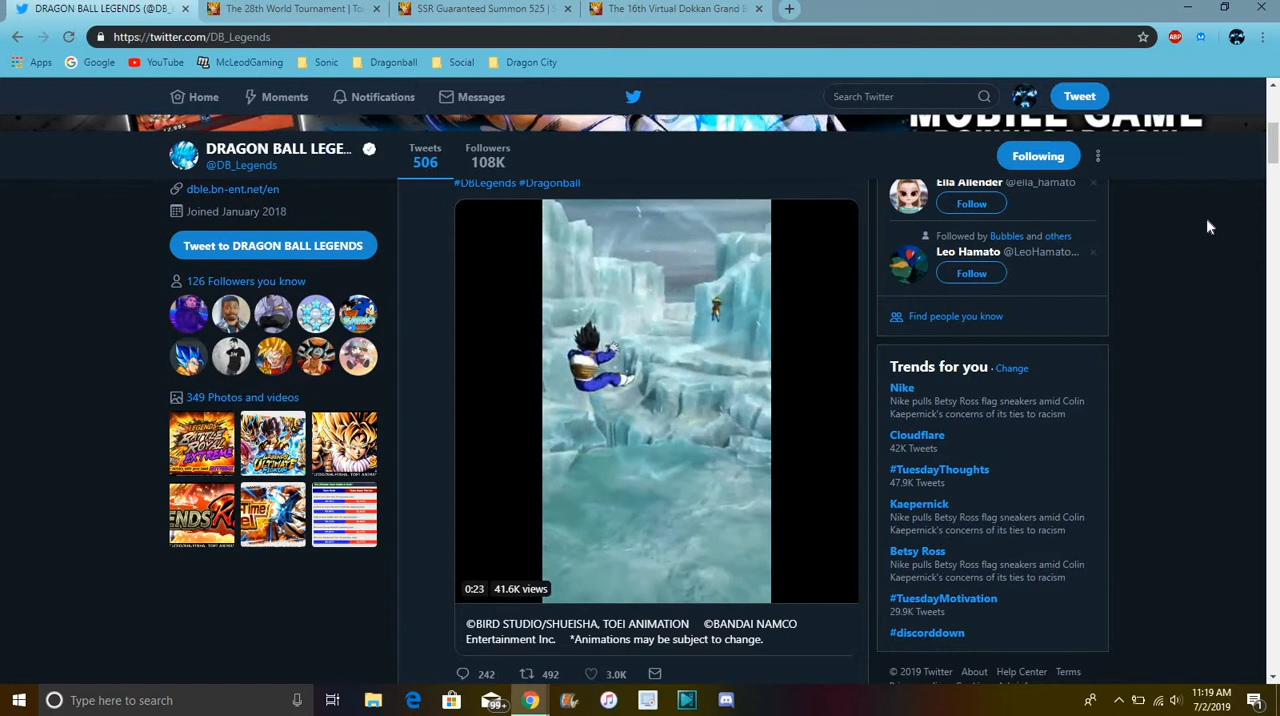 DRAGON BALL LEGENDS (@DB_L
The 28th World Tournament | To
SSR Guaranteed Summon 525 | S
The 16th Virtual Dokkan Grand B
https://twitter.com/DB_Legends
ABP
Apps Google YouTube McLeodGaming Sonic Dragonball Social Dragon City
Home Moments Notifications Messages Search Twitter Tweet
MOBILE GAME
DOWNLOAD NOW
DRAGON BALL LEGE...
@DB_Legends
Tweets
506
Followers
108K
Following
dble.bn-ent.net/en
Joined January 2018
Tweet to DRAGON BALL LEGENDS
126 Followers you know
349 Photos and videos
#DBLegends #Dragonball
0:23 41.6K views
©BIRD STUDIO/SHUEISHA, TOEI ANIMATION ©BANDAI NAMCO
Entertainment Inc. *Animations may be subject to change.
242 492 3.0K
Ella Allender @ella_hamato
Follow
Followed by Bubbles and others
Leo Hamato @LeoHamato...
Follow
Find people you know
Trends for you · Change
Nike
Nike pulls Betsy Ross flag sneakers amid Colin
Kaepernick's concerns of its ties to racism
Cloudflare
42K Tweets
#TuesdayThoughts
47.9K Tweets
Kaepernick
Nike pulls Betsy Ross flag sneakers amid Colin
Kaepernick's concerns of its ties to racism
Betsy Ross
Nike pulls Betsy Ross flag sneakers amid Colin
Kaepernick's concerns of its ties to racism
#TuesdayMotivation
29.9K Tweets
#discorddown
© 2019 Twitter About Help Center Terms
Type here to search
99+
11:19 AM
7/2/2019